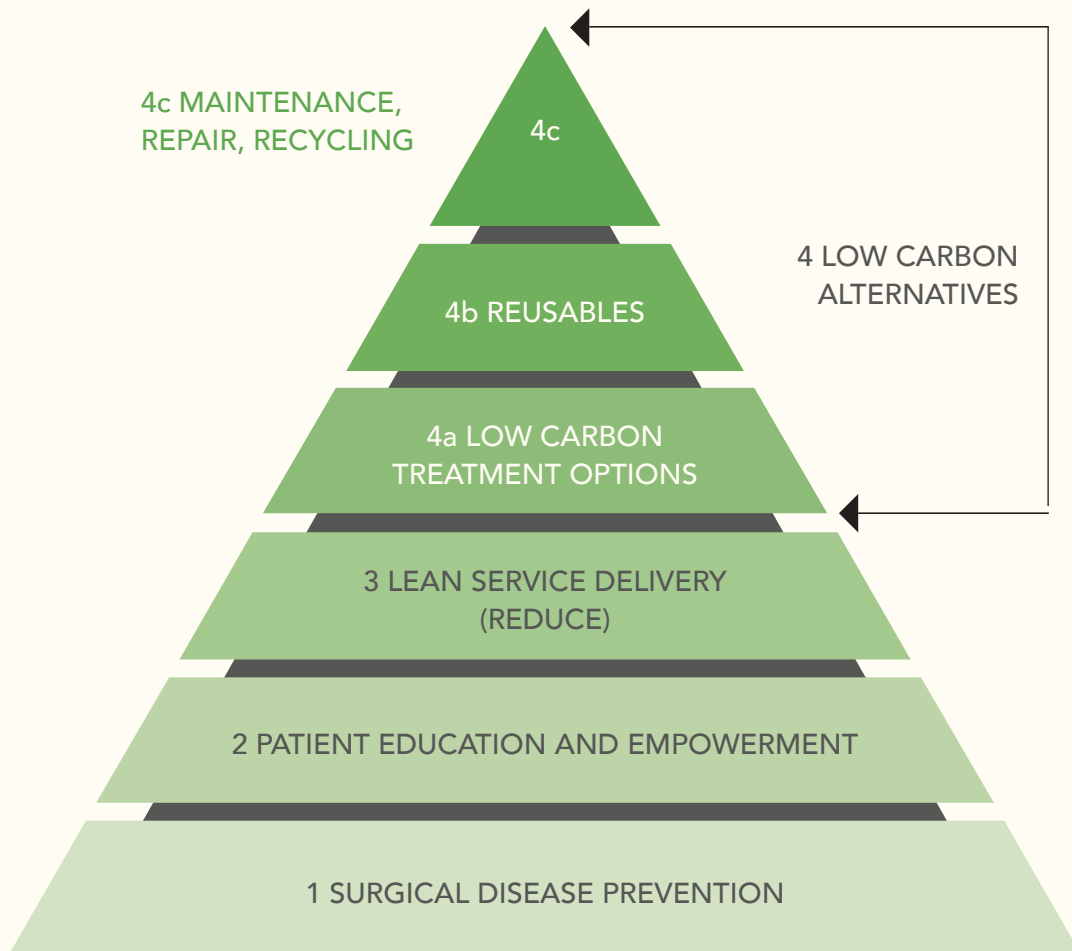 4c MAINTENANCE,
REPAIR, RECYCLING
4c
4 LOW CARBON
ALTERNATIVES
4b REUSABLES
4a LOW CARBON
TREATMENT OPTIONS
3 LEAN SERVICE DELIVERY
(REDUCE)
2 PATIENT EDUCATION AND EMPOWERMENT
1 SURGICAL DISEASE PREVENTION